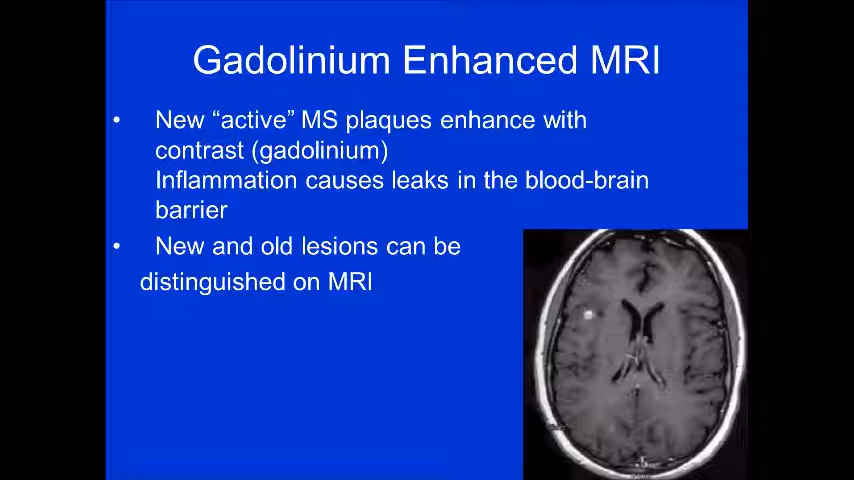 Gadolinium Enhanced MRI
• New “active” MS plaques enhance with
contrast (gadolinium)
Inflammation causes leaks in the blood-brain
barrier
• New and old lesions can be
distinguished on MRI